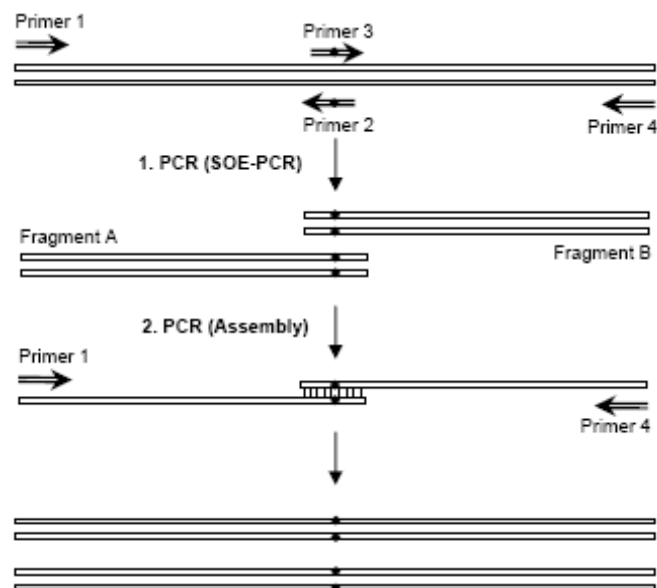 Primer 1
Primer 3
Primer 2
Primer 4
1. PCR (SOE-PCR)
Fragment A
Fragment B
2. PCR (Assembly)
Primer 1
Primer 4